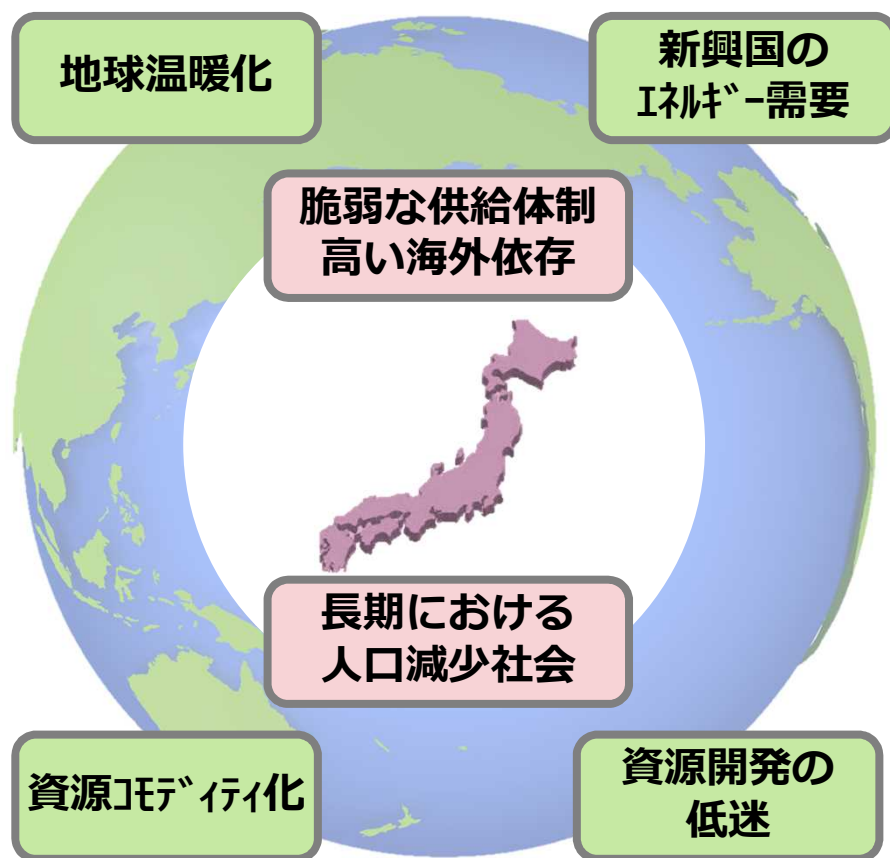 地球温暖化
新興国の
ｴﾈﾙｷﾞｰ需要
脆弱な供給体制
高い海外依存
長期における
人口減少社会
資源ｺﾓﾃﾞｨﾃｨ化
資源開発の
低迷